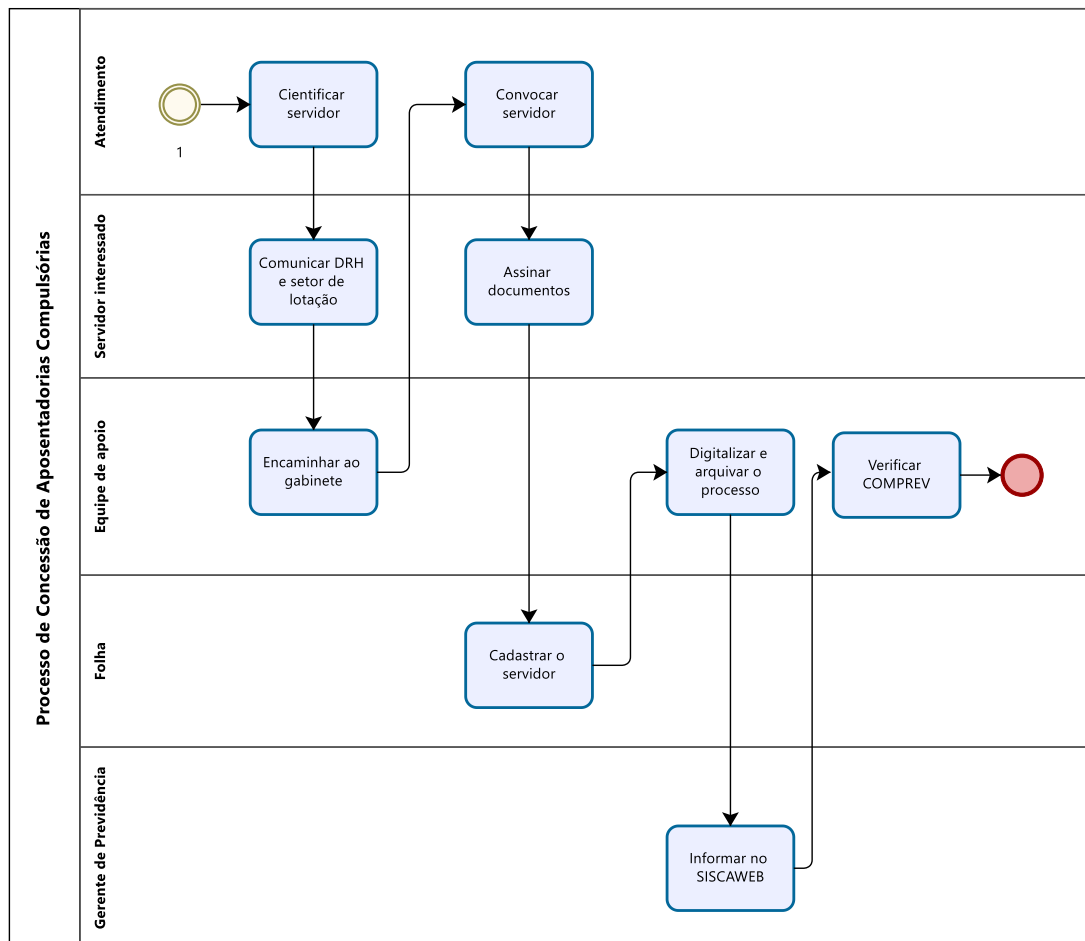 Processo de Concessão de Aposentadorias Compulsórias
Atendimento
1
Cientificar
servidor
Convocar
servidor
Servidor interessado
Comunicar DRH
e setor de
lotação
Assinar
documentos
Equipe de apoio
Encaminhar ao
gabinete
Digitalizar e
arquivar o
processo
Verificar
COMPREV
Folha
Cadastrar o
servidor
Gerente de Previdência
Informar no
SISCAWEB